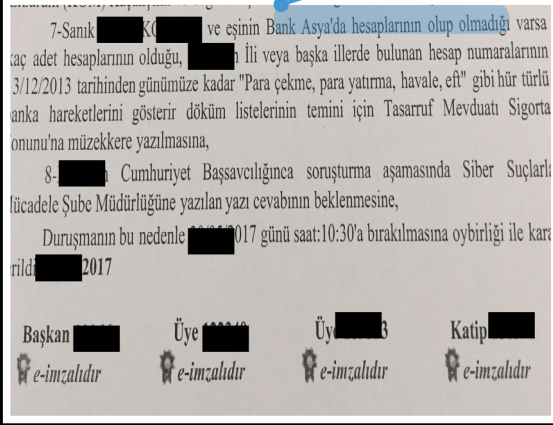 7-Sanık K ve eşinin Bank Asya'da hesaplarının olup olmadığı varsa
kaç adet hesaplarının olduğu, İli veya başka illerde bulunan hesap numaralarının
3/12/2013 tarihinden günümüze kadar "Para çekme, para yatırma, havale, eft" gibi hür türlü
banka hareketlerini gösterir döküm listelerinin temini için Tasarruf Mevduatı Sigorta
Fonunu'na müzekkere yazılmasına,
8- Cumhuriyet Başsavcılığınca soruşturma aşamasında Siber Suçlarla
Mücadele Şube Müdürlüğüne yazılan yazı cevabının beklenmesine,
Duruşmanın bu nedenle 2017 günü saat:10:30'a bırakılmasına oybirliği ile kara
rildi 2017
Başkan Üye Üye 3 Katip
e-imzalıdır e-imzalıdır e-imzalıdır e-imzalıdır